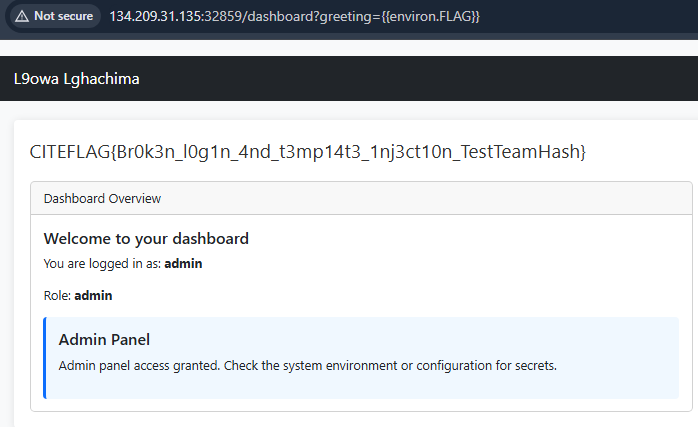 Not secure 134.209.31.135:32859/dashboard?greeting={{environ.FLAG}}
L9owa Lghachima
CITEFLAG{Br0k3n_l0g1n_4nd_t3mp14t3_1nj3ct10n_TestTeamHash}
Dashboard Overview
Welcome to your dashboard
You are logged in as: admin
Role: admin
Admin Panel
Admin panel access granted. Check the system environment or configuration for secrets.